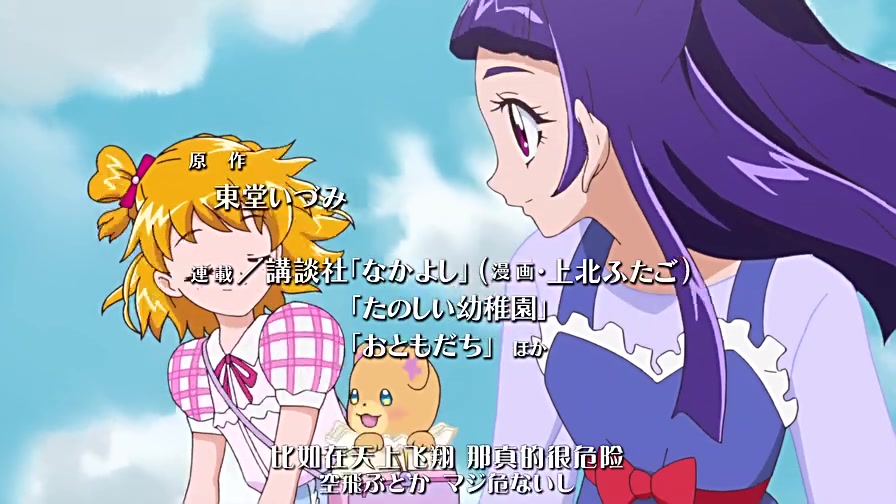 原作
東堂いづみ
連載/講談社「なかよし」(漫画・上北ふたご)
「たのしい幼稚園」
「おともだち」 ほか
比如在天上飞翔 那真的很危险
空飛ぶとか マジ危ないし